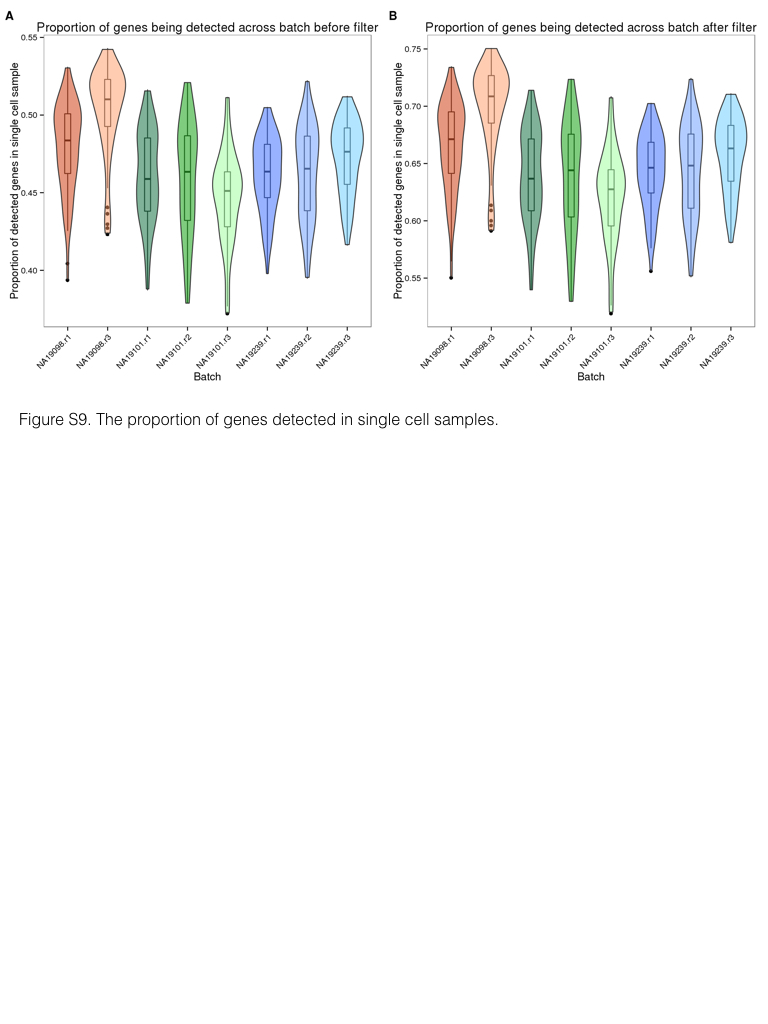 A
Proportion of genes being detected across batch before filter
Proportion of detected genes in single cell sample
0.55
0.50
0.45
0.40
NA19098.r1
NA19098.r3
NA19101.r1
NA19101.r2
NA19101.r3
NA19239.r1
NA19239.r2
NA19239.r3
Batch
B
Proportion of genes being detected across batch after filter
Proportion of detected genes in single cell sample
0.75
0.70
0.65
0.60
0.55
NA19098.r1
NA19098.r3
NA19101.r1
NA19101.r2
NA19101.r3
NA19239.r1
NA19239.r2
NA19239.r3
Batch
Figure S9. The proportion of genes detected in single cell samples.